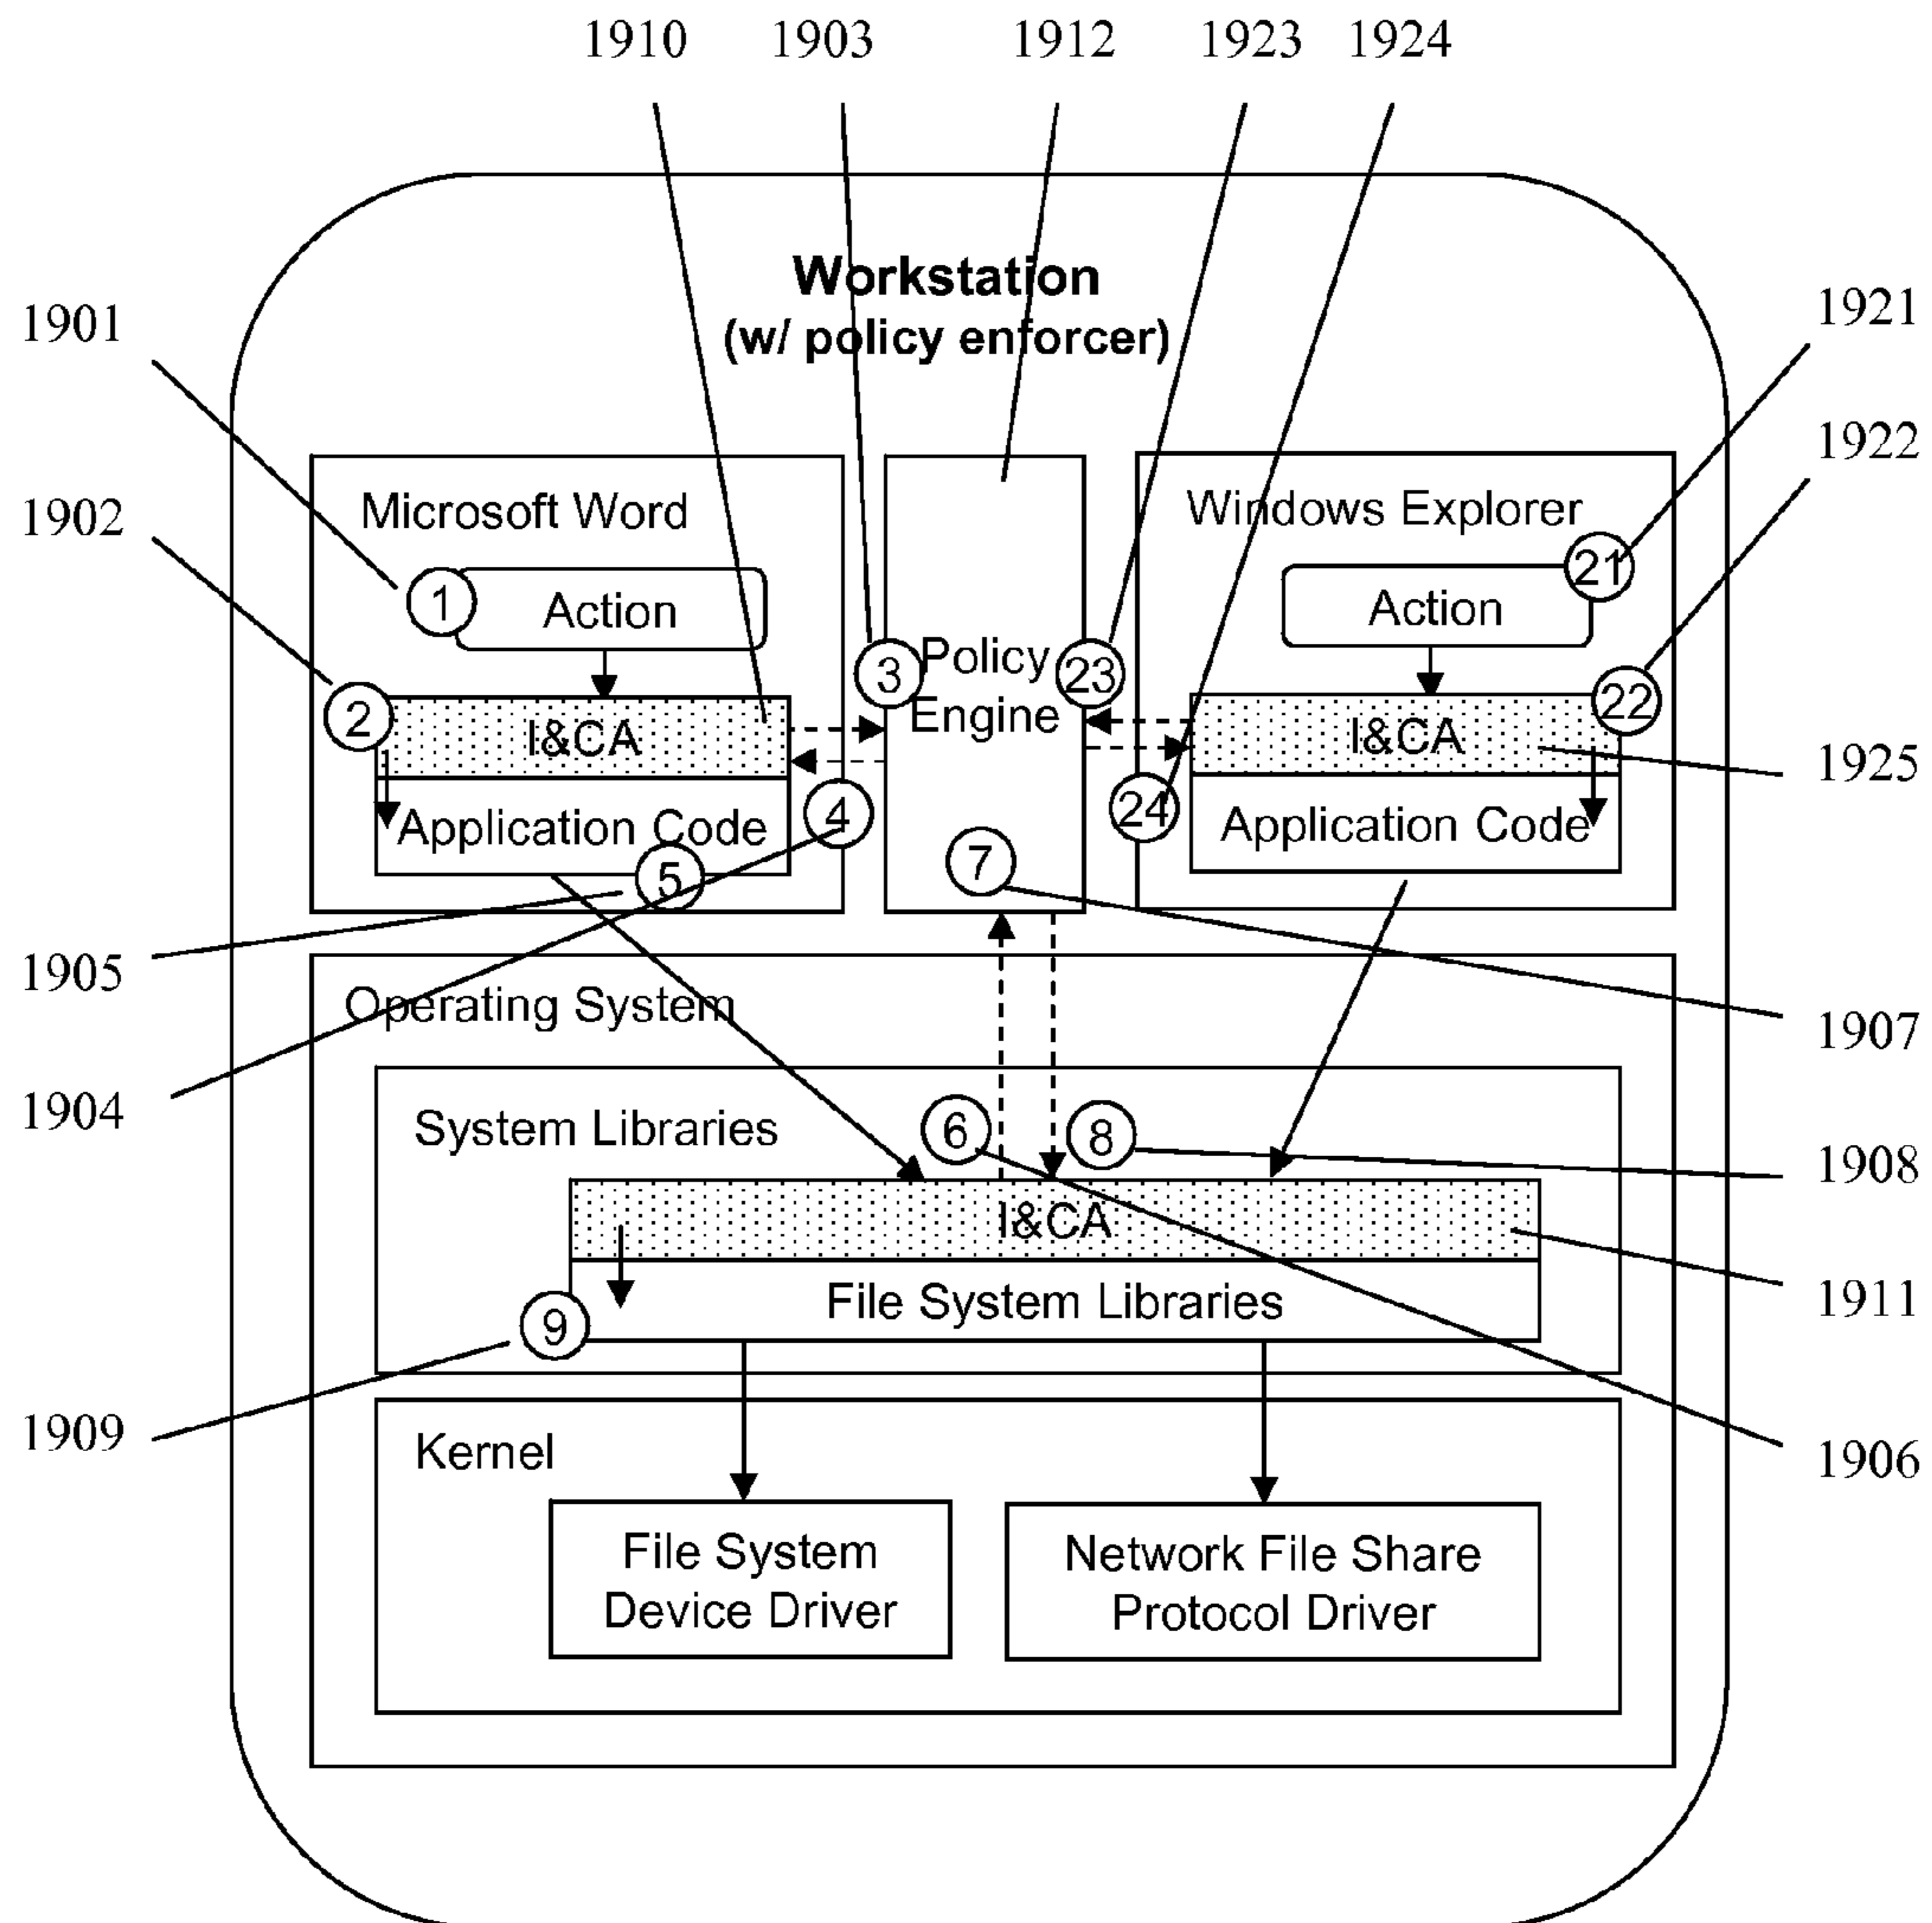 1910 1903 1912 1923 1924
Workstation
(w/ policy enforcer)
1901
1921
1902
1922
Microsoft Word
1
Action
2
I&CA
Application Code
4
5
3
Policy
Engine
23
7
Windows Explorer
21
Action
22
I&CA
24
Application Code
1925
1905
1904
1907
Operating System
System Libraries
6
8
1908
I&CA
1911
File System Libraries
9
1909
1906
Kernel
File System
Device Driver
Network File Share
Protocol Driver